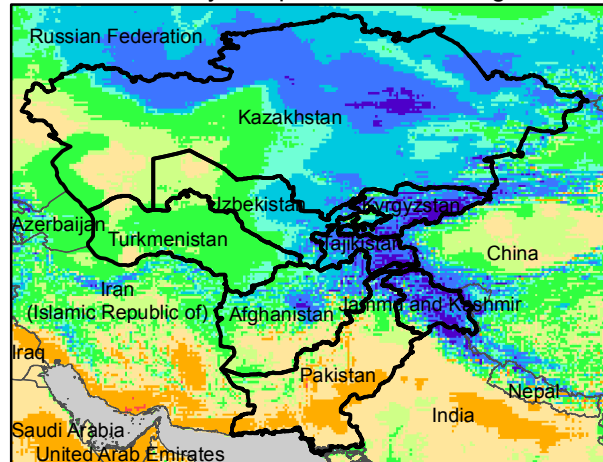 Russian Federation
Kazakhstan
Uzbekistan
Kyrgyzstan
Azerbaijan
Turkmenistan
Tajikistan
China
Iran
(Islamic Republic of)
Afghanistan
Jammu and Kashmir
Iraq
Pakistan
Nepal
India
Saudi Arabia
United Arab Emirates